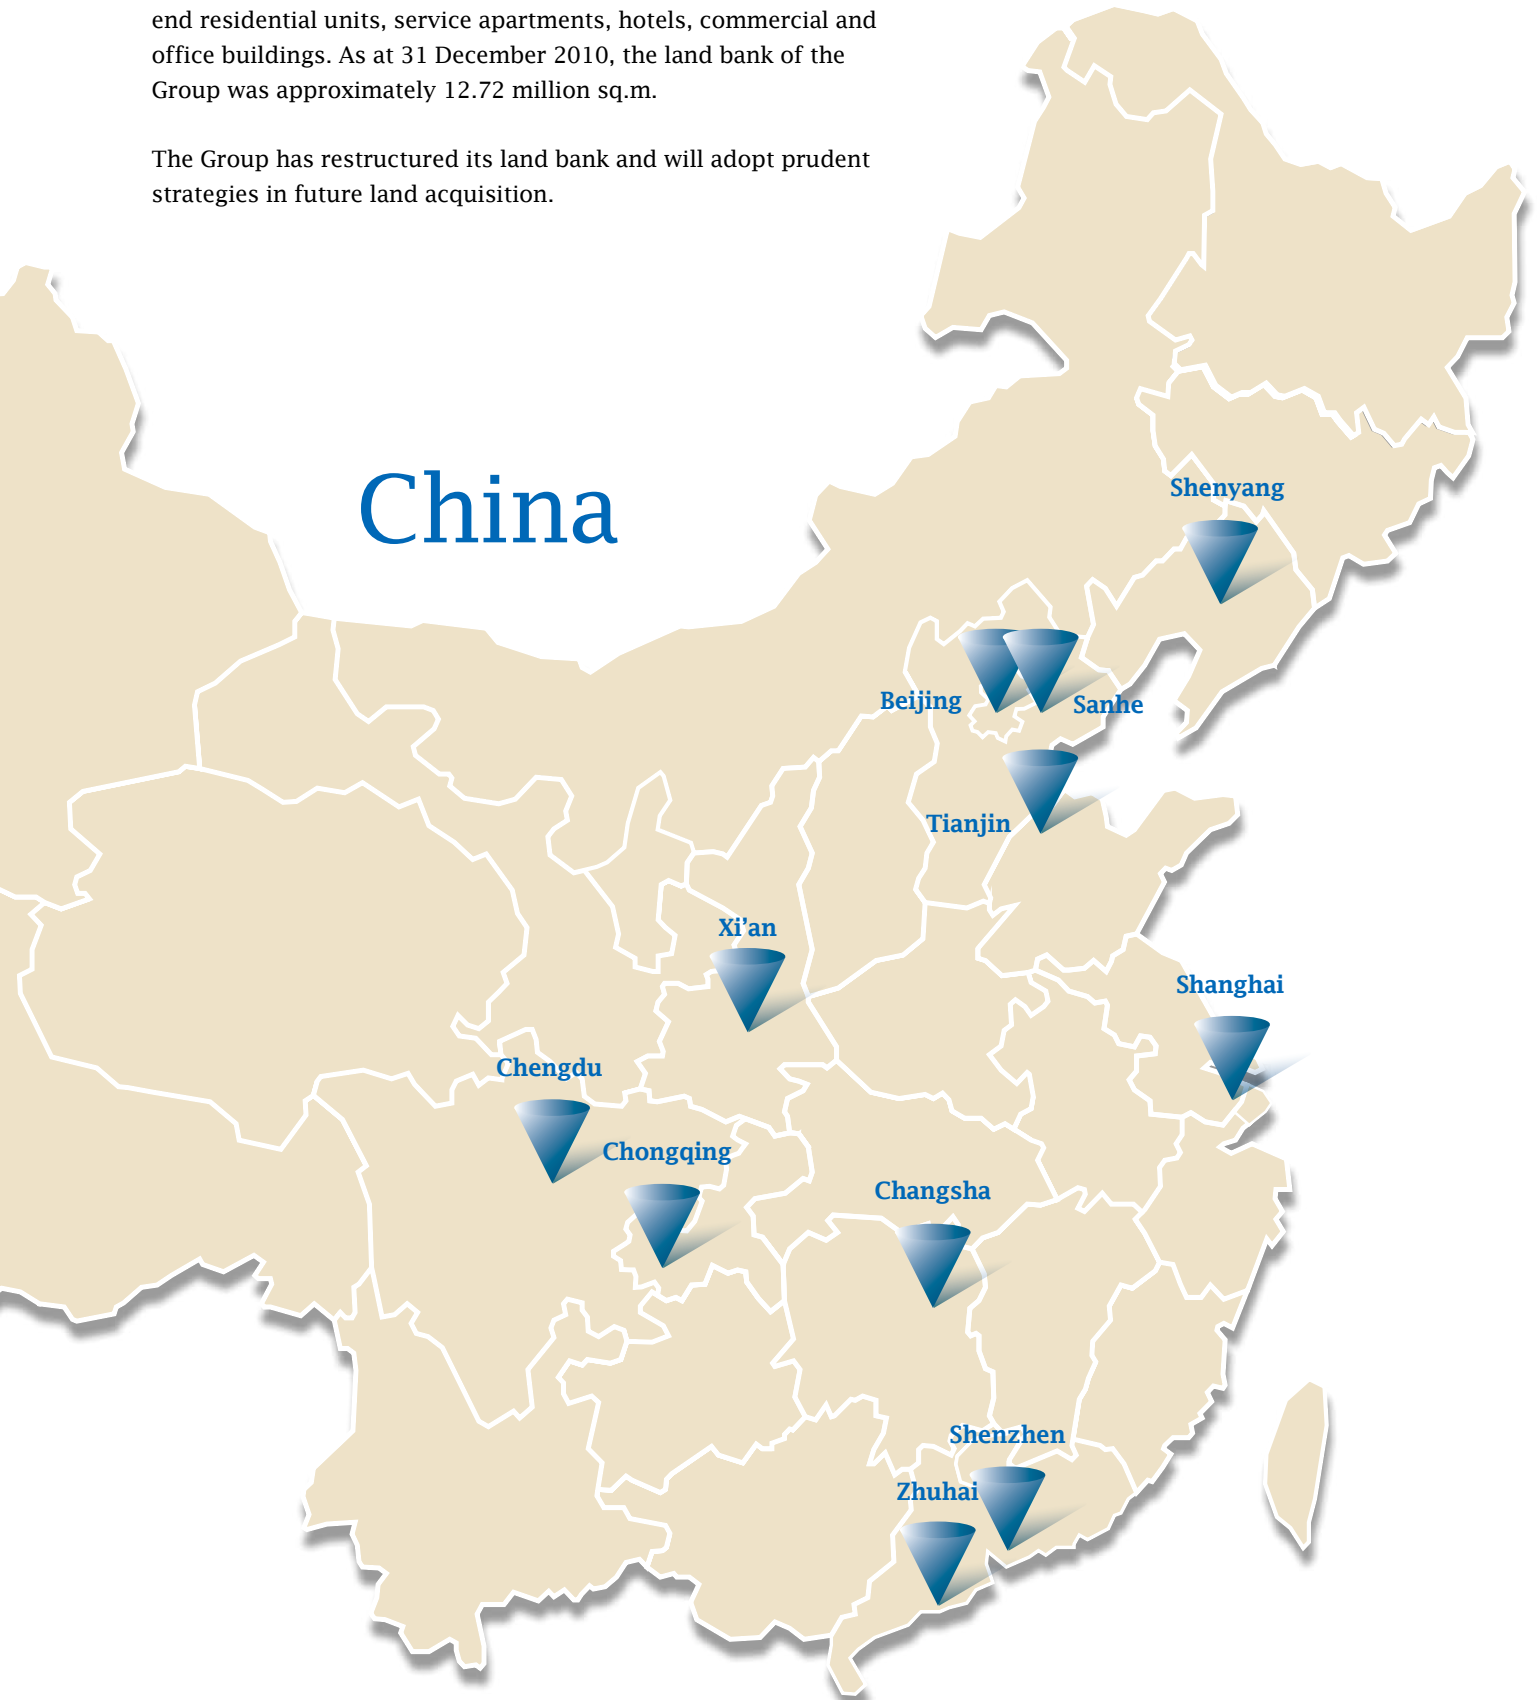 end residential units, service apartments, hotels, commercial and
office buildings. As at 31 December 2010, the land bank of the
Group was approximately 12.72 million sq.m.
The Group has restructured its land bank and will adopt prudent
strategies in future land acquisition.
China
Shenyang
Beijing
Sanhe
Tianjin
Xi’an
Shanghai
Chengdu
Chongqing
Changsha
Shenzhen
Zhuhai